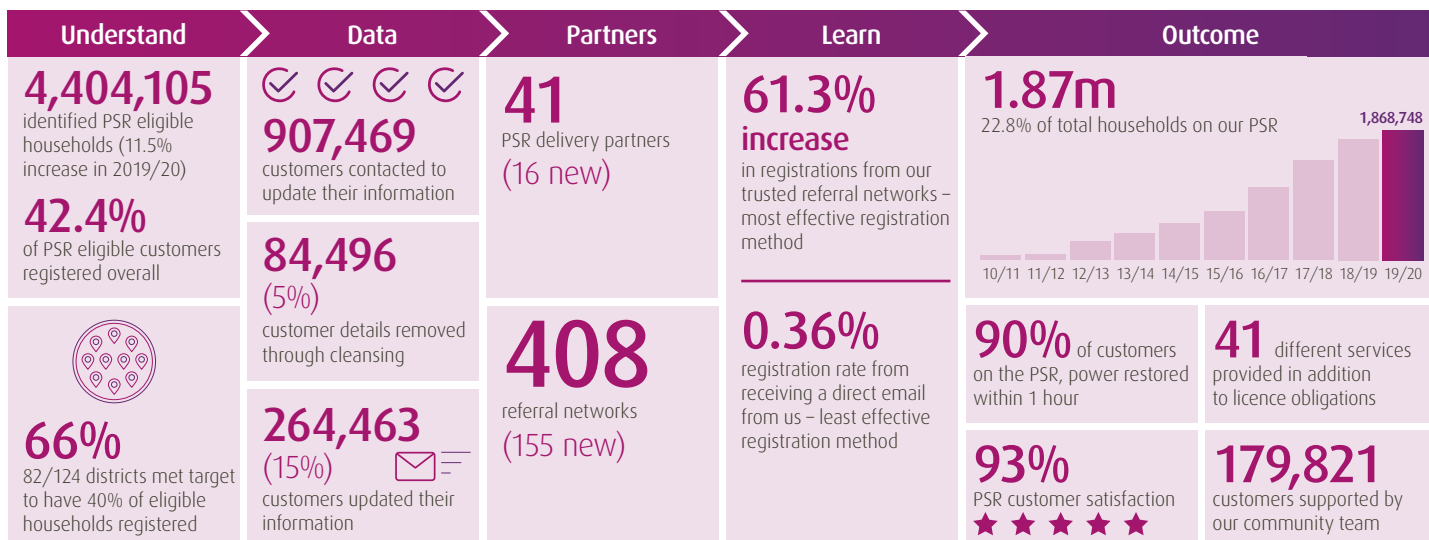 Understand
Data
Partners
Learn
Outcome
4,404,105
identified PSR eligible
households (11.5%
increase in 2019/20)
42.4%
of PSR eligible customers
registered overall
66%
82/124 districts met target
to have 40% of eligible
households registered
907,469
customers contacted to
update their information
84,496
(5%)
customer details removed
through cleansing
264,463
(15%)
customers updated their
information
41
PSR delivery partners
(16 new)
408
referral networks
(155 new)
61.3%
increase
in registrations from our
trusted referral networks –
most effective registration
method
0.36%
registration rate from
receiving a direct email
from us – least effective
registration method
1.87m
22.8% of total households on our PSR
1,868,748
10/11 11/12 12/13 13/14 14/15 15/16 16/17 17/18 18/19 19/20
90% of customers
on the PSR, power restored
within 1 hour
41 different services
provided in addition
to licence obligations
93%
PSR customer satisfaction
179,821
customers supported by
our community team